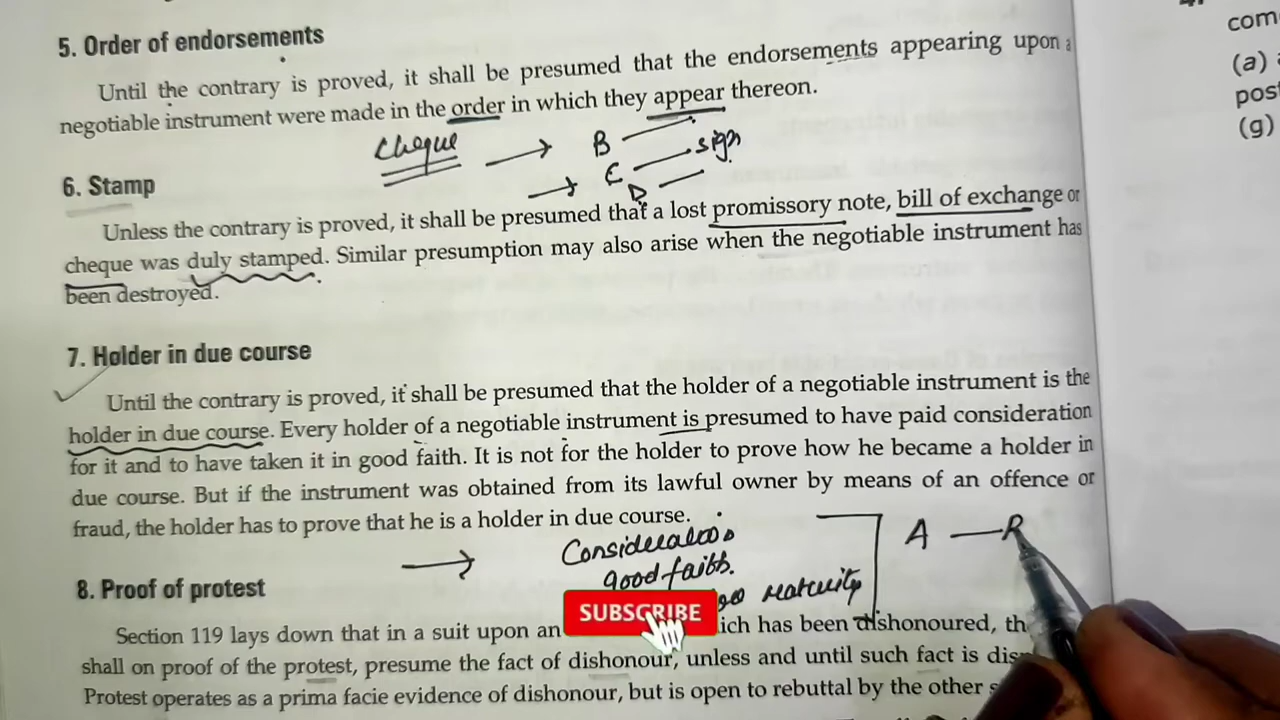 5. Order of endorsements
Until the contrary is proved, it shall be presumed that the endorsements appearing upon a
negotiable instrument were made in the order in which they appear thereon.
cheque → B
sign
→ C
D
6. Stamp
Unless the contrary is proved, it shall be presumed that a lost promissory note, bill of exchange or
cheque was duly stamped. Similar presumption may also arise when the negotiable instrument has
been destroyed.
7. Holder in due course
Until the contrary is proved, it shall be presumed that the holder of a negotiable instrument is the
holder in due course. Every holder of a negotiable instrument is presumed to have paid consideration
for it and to have taken it in good faith. It is not for the holder to prove how he became a holder in
due course. But if the instrument was obtained from its lawful owner by means of an offence or
fraud, the holder has to prove that he is a holder in due course.
→
good faith.
maturity
A — R
8. Proof of protest
SUBSCRIBE
Section 119 lays down that in a suit upon an which has been dishonoured, th
shall on proof of the protest, presume the fact of dishonour, unless and until such fact is dis
Protest operates as a prima facie evidence of dishonour, but is open to rebuttal by the other s
com
(a)
post
(g)